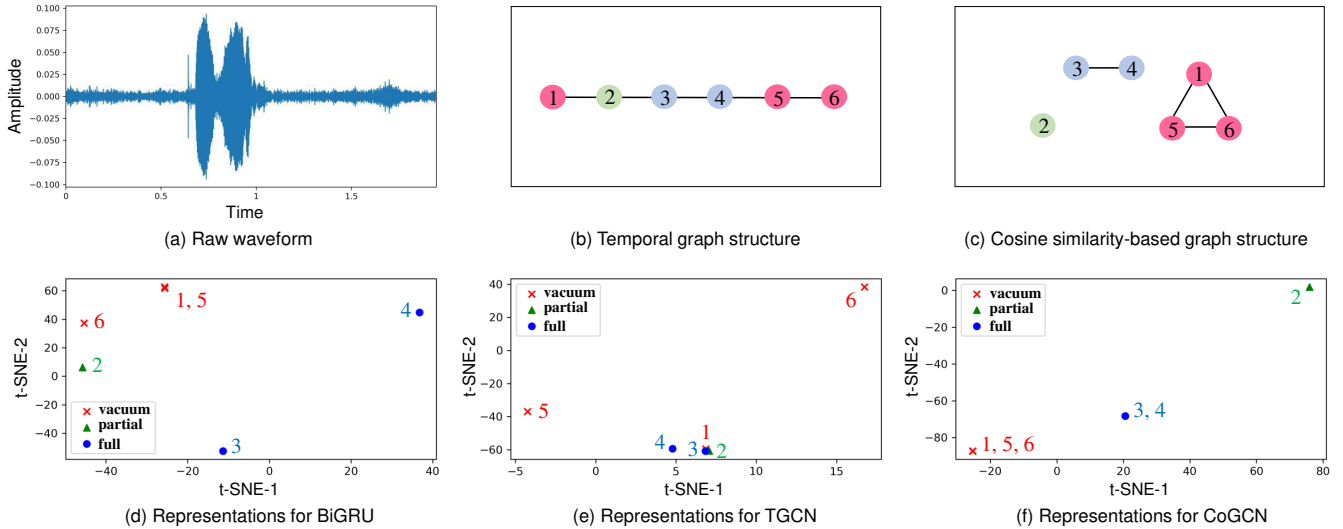 0.100
0.075
0.050
0.025
0.000
−0.025
−0.050
−0.075
−0.100
Amplitude
0
0.5
1
1.5
Time
(a) Raw waveform
1 2 3 4 5 6
(b) Temporal graph structure
3 4
1
2
5 6
(c) Cosine similarity-based graph structure
60
40
20
0
−20
−40
t-SNE-2
1, 5
6
2
4
3
vacuum
partial
full
−40 −20 0 20 40
t-SNE-1
(d) Representations for BiGRU
40
20
0
−20
−40
−60
t-SNE-2
vacuum
partial
full
6
5
4
3
1
2
−5 0 5 10 15
t-SNE-1
(e) Representations for TGCN
0
−20
−40
−60
−80
t-SNE-2
vacuum
partial
full
2
3, 4
1, 5, 6
−20 0 20 40 60 80
t-SNE-1
(f) Representations for CoGCN